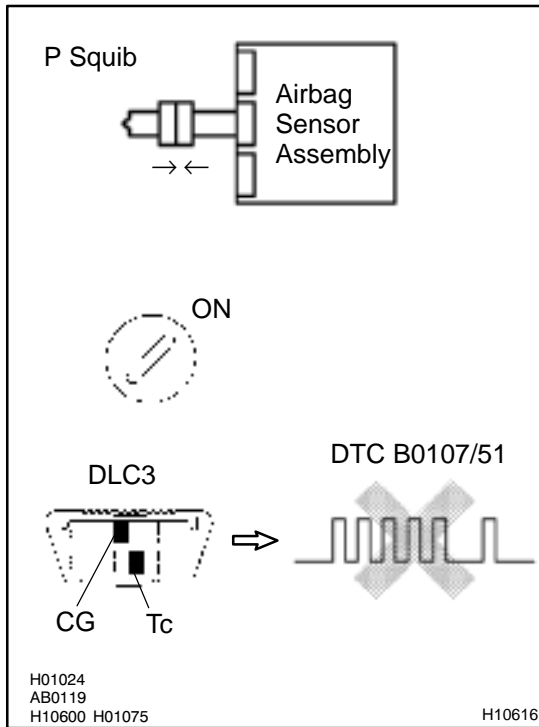 P Squib
Airbag
Sensor
Assembly
ON
DLC3
DTC B0107/51
CG
Tc
H01024
AB0119
H10600 H01075
H10616